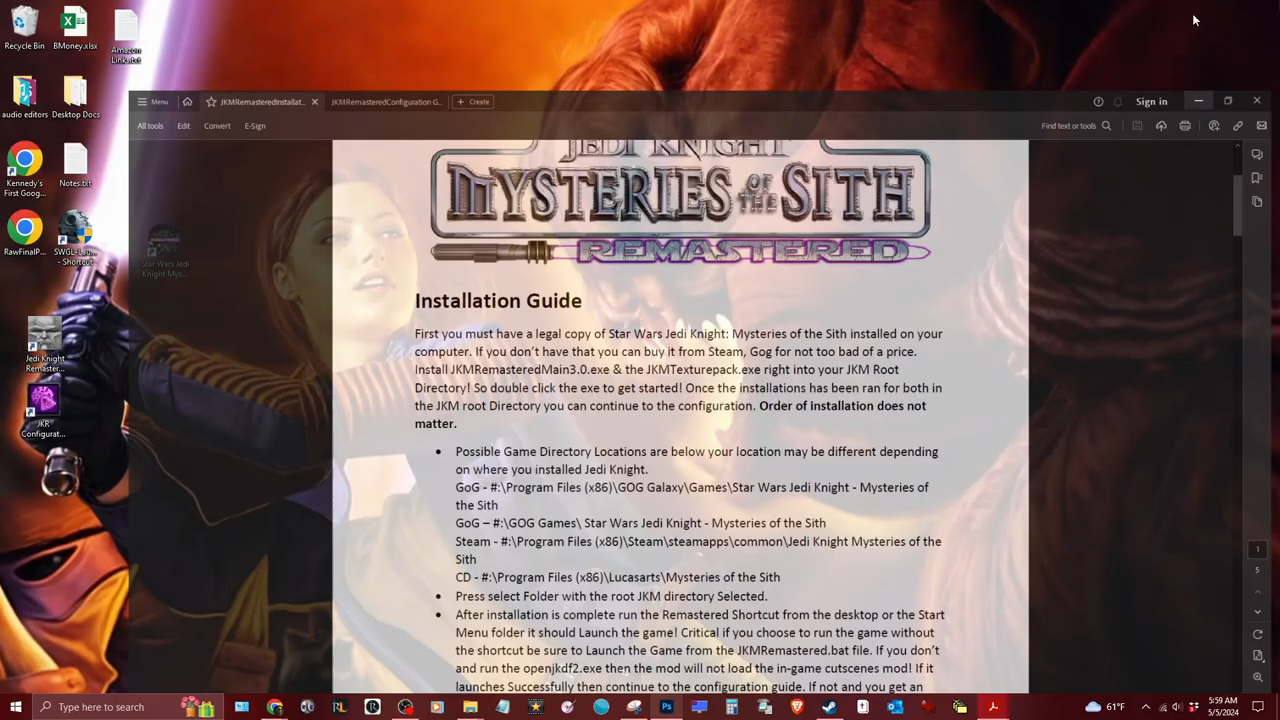 Recycle Bin
BMoney.xlsx
Amazon
Links.txt
audio editors
Desktop Docs
Kennedy's
First Goog...
Notes.txt
RawFinalP...
SWGL-Lau...
- Shortcut
Star Wars Jedi
Knight Mys...
Jedi Knight
Remaster...
JKR
Configurat...
Menu
JKMRemasteredInstallat...
JKMRemasteredConfiguration G...
+ Create
Sign in
All tools
Edit
Convert
E-Sign
Find text or tools
JEDI KNIGHT
MYSTERIES OF THE SITH
REMASTERED
Installation Guide
First you must have a legal copy of Star Wars Jedi Knight: Mysteries of the Sith installed on your
computer. If you don't have that you can buy it from Steam, Gog for not too bad of a price.
Install JKMRemasteredMain3.0.exe & the JKMTexturepack.exe right into your JKM Root
Directory! So double click the exe to get started! Once the installations has been ran for both in
the JKM root Directory you can continue to the configuration. Order of installation does not
matter.
• Possible Game Directory Locations are below your location may be different depending
on where you installed Jedi Knight.
GoG - #:\Program Files (x86)\GOG Galaxy\Games\Star Wars Jedi Knight - Mysteries of
the Sith
GoG – #:\GOG Games\ Star Wars Jedi Knight - Mysteries of the Sith
Steam - #:\Program Files (x86)\Steam\steamapps\common\Jedi Knight Mysteries of the
Sith
CD - #:\Program Files (x86)\Lucasarts\Mysteries of the Sith
• Press select Folder with the root JKM directory Selected.
• After installation is complete run the Remastered Shortcut from the desktop or the Start
Menu folder it should Launch the game! Critical if you choose to run the game without
the shortcut be sure to Launch the Game from the JKMRemastered.bat file. If you don't
and run the openjkdf2.exe then the mod will not load the in-game cutscenes mod! If it
launches Successfully then continue to the configuration guide. If not and you get an
1
5
Type here to search
61°F
5:59 AM
5/5/2024